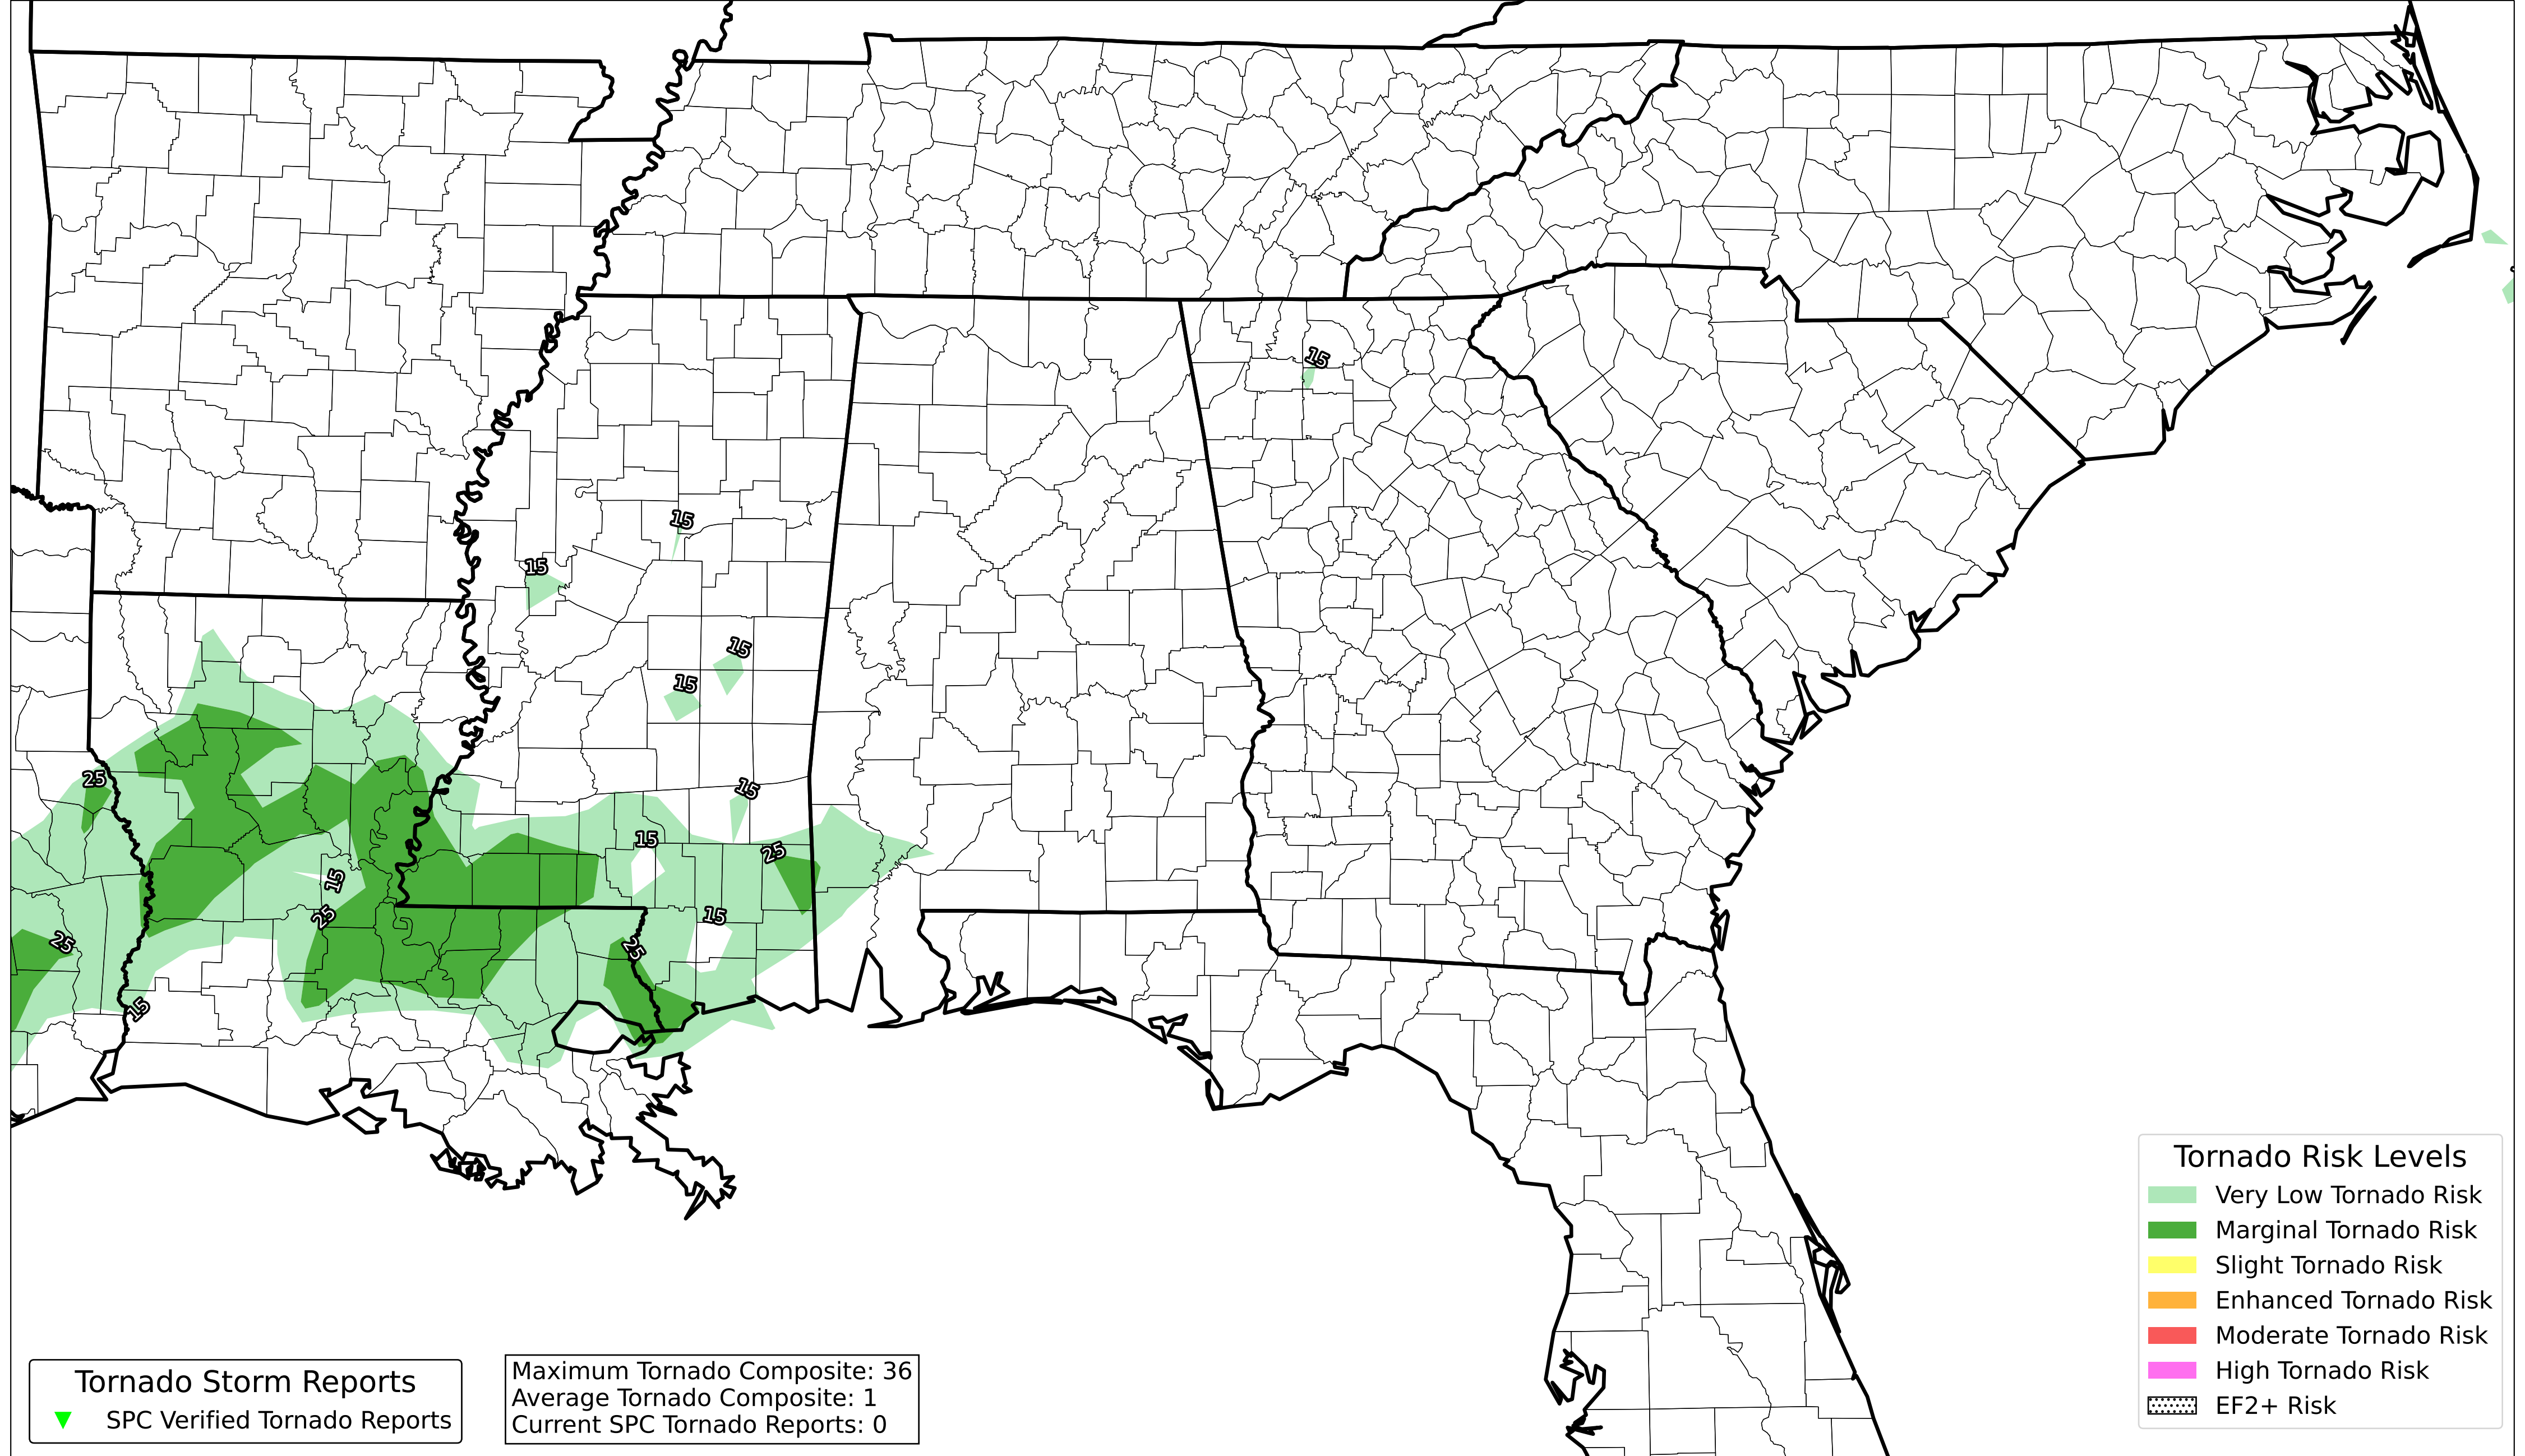 15
15
15
15
15
25
15
15
25
15
25
15
25
25
15
Tornado Risk Levels
Very Low Tornado Risk
Marginal Tornado Risk
Slight Tornado Risk
Enhanced Tornado Risk
Moderate Tornado Risk
High Tornado Risk
EF2+ Risk
Tornado Storm Reports
SPC Verified Tornado Reports
Maximum Tornado Composite: 36
Average Tornado Composite: 1
Current SPC Tornado Reports: 0